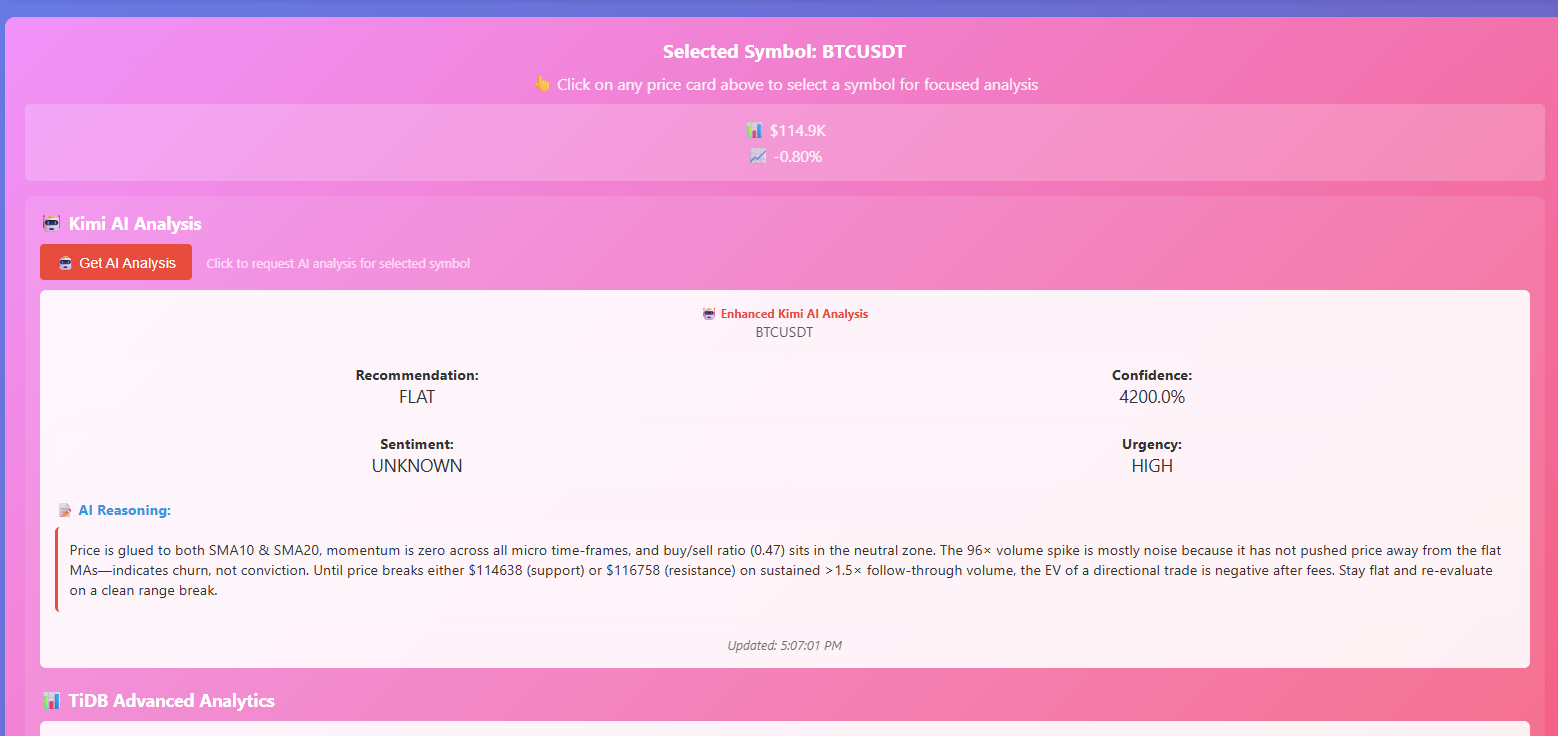 Selected Symbol: BTCUSDT
👆 Click on any price card above to select a symbol for focused analysis
📊 $114.9K
📈 -0.80%
🤖 Kimi AI Analysis
🤖 Get AI Analysis
Click to request AI analysis for selected symbol
🤖 Enhanced Kimi AI Analysis
BTCUSDT
Recommendation:
FLAT
Confidence:
4200.0%
Sentiment:
UNKNOWN
Urgency:
HIGH
📝 AI Reasoning:
Price is glued to both SMA10 & SMA20, momentum is zero across all micro time-frames, and buy/sell ratio (0.47) sits in the neutral zone. The 96× volume spike is mostly noise because it has not pushed price away from the flat
MAs—indicates churn, not conviction. Until price breaks either $114638 (support) or $116758 (resistance) on sustained >1.5× follow-through volume, the EV of a directional trade is negative after fees. Stay flat and re-evaluate
on a clean range break.
Updated: 5:07:01 PM
📊 TiDB Advanced Analytics